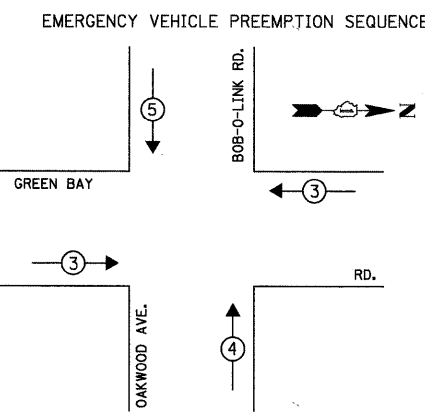 EMERGENCY VEHICLE PREEMPTION SEQUENCE
BOB-O-LINK RD.
5
N
GREEN BAY
3
3
RD.
OAKWOOD AVE.
4